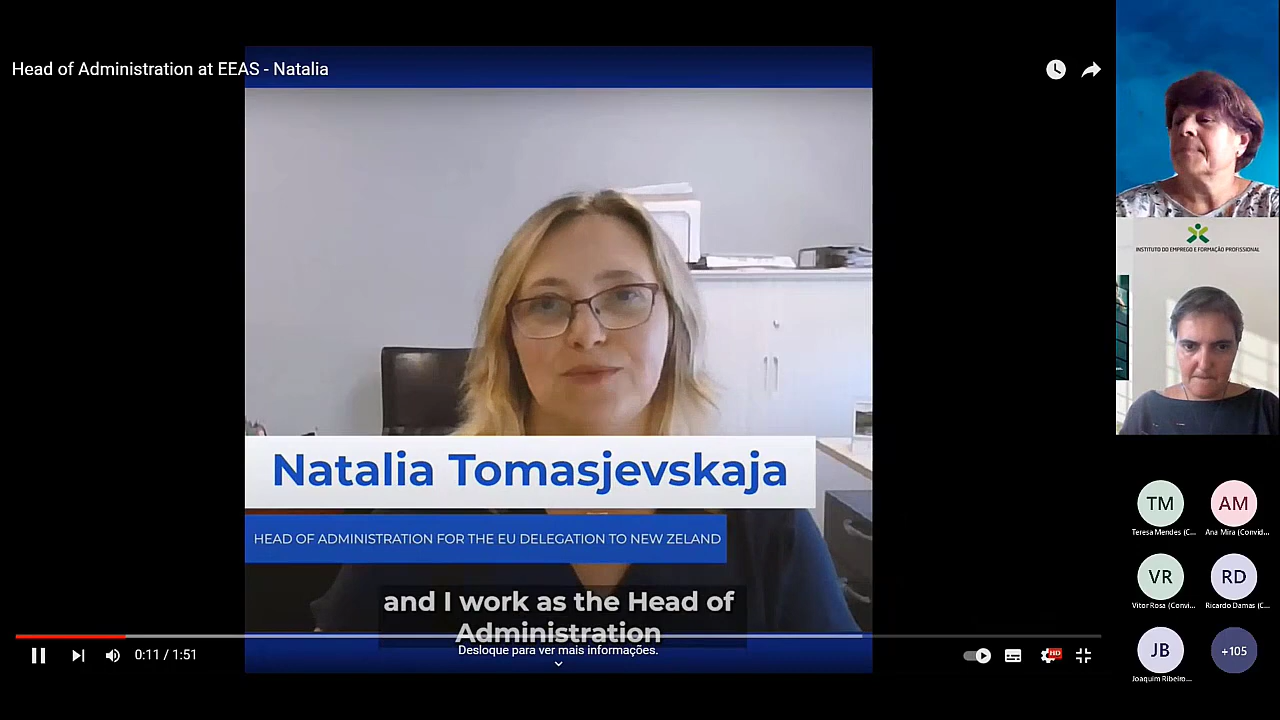 Head of Administration at EEAS - Natalia
Natalia Tomasjevskaja
HEAD OF ADMINISTRATION FOR THE EU DELEGATION TO NEW ZELAND
and I work as the Head of
Administration
Desloque para ver mais informações.
0:11 / 1:51
HD
INSTITUTO DO EMPREGO E FORMAÇÃO PROFISSIONAL
TM
AM
Teresa Mendes (C...
Ana Mira (Convid...
VR
RD
Vitor Rosa (Convi...
Ricardo Damas (C...
JB
+105
Joaquim Ribeiro...